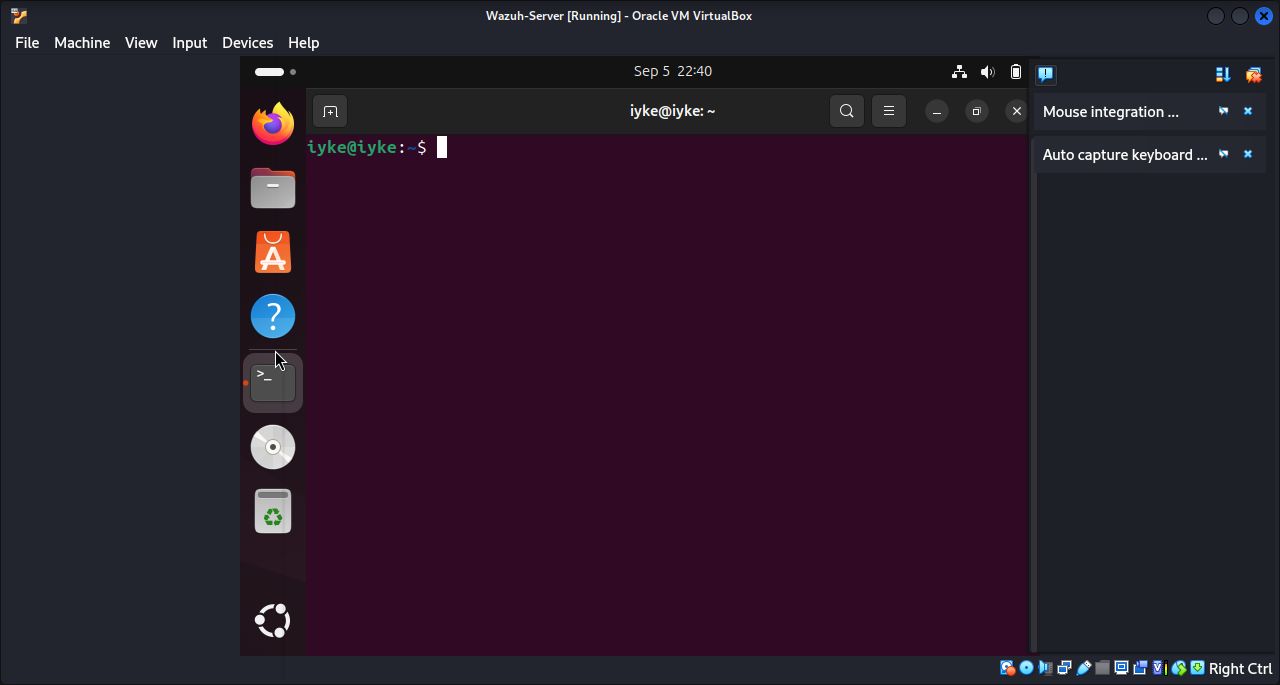 Wazuh-Server [Running] - Oracle VM VirtualBox
File Machine View Input Devices Help
Sep 5 22:40
iyke@iyke: ~
Mouse integration ...
iyke@iyke:~$
Auto capture keyboard ...
>_
Right Ctrl